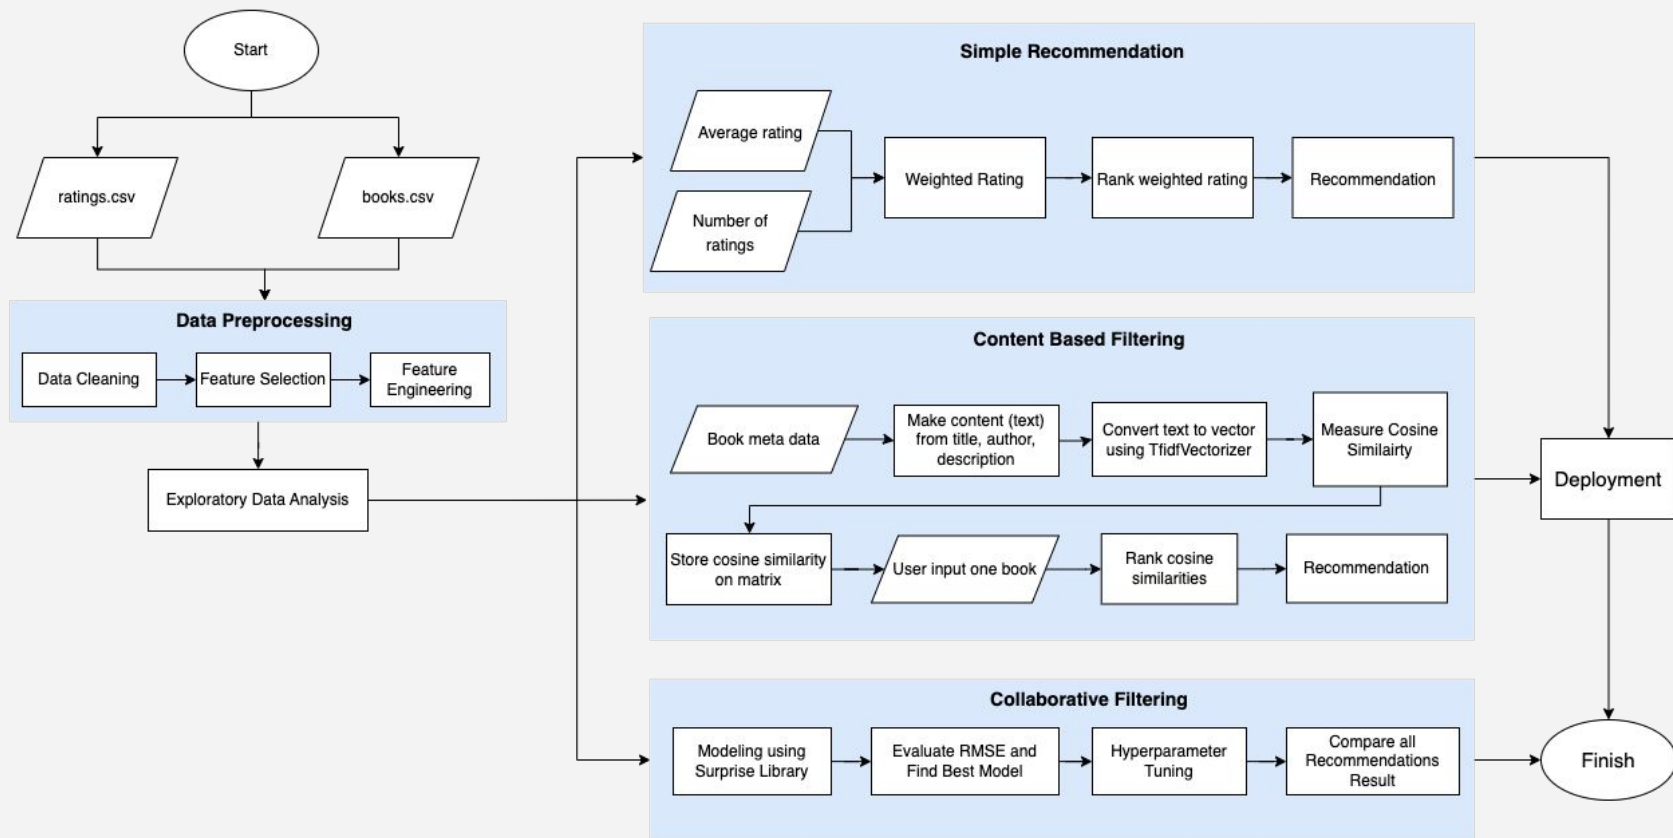 Start
ratings.csv
books.csv
Data Preprocessing
Data Cleaning
Feature Selection
Feature
Engineering
Exploratory Data Analysis
Simple Recommendation
Average rating
Number of
ratings
Weighted Rating
Rank weighted rating
Recommendation
Content Based Filtering
Book meta data
Make content (text)
from title, author,
description
Convert text to vector
using TfidfVectorizer
Measure Cosine
Similairty
Store cosine similarity
on matrix
User input one book
Rank cosine
similarities
Recommendation
Collaborative Filtering
Modeling using
Surprise Library
Evaluate RMSE and
Find Best Model
Hyperparameter
Tuning
Compare all
Recommendations
Result
Deployment
Finish